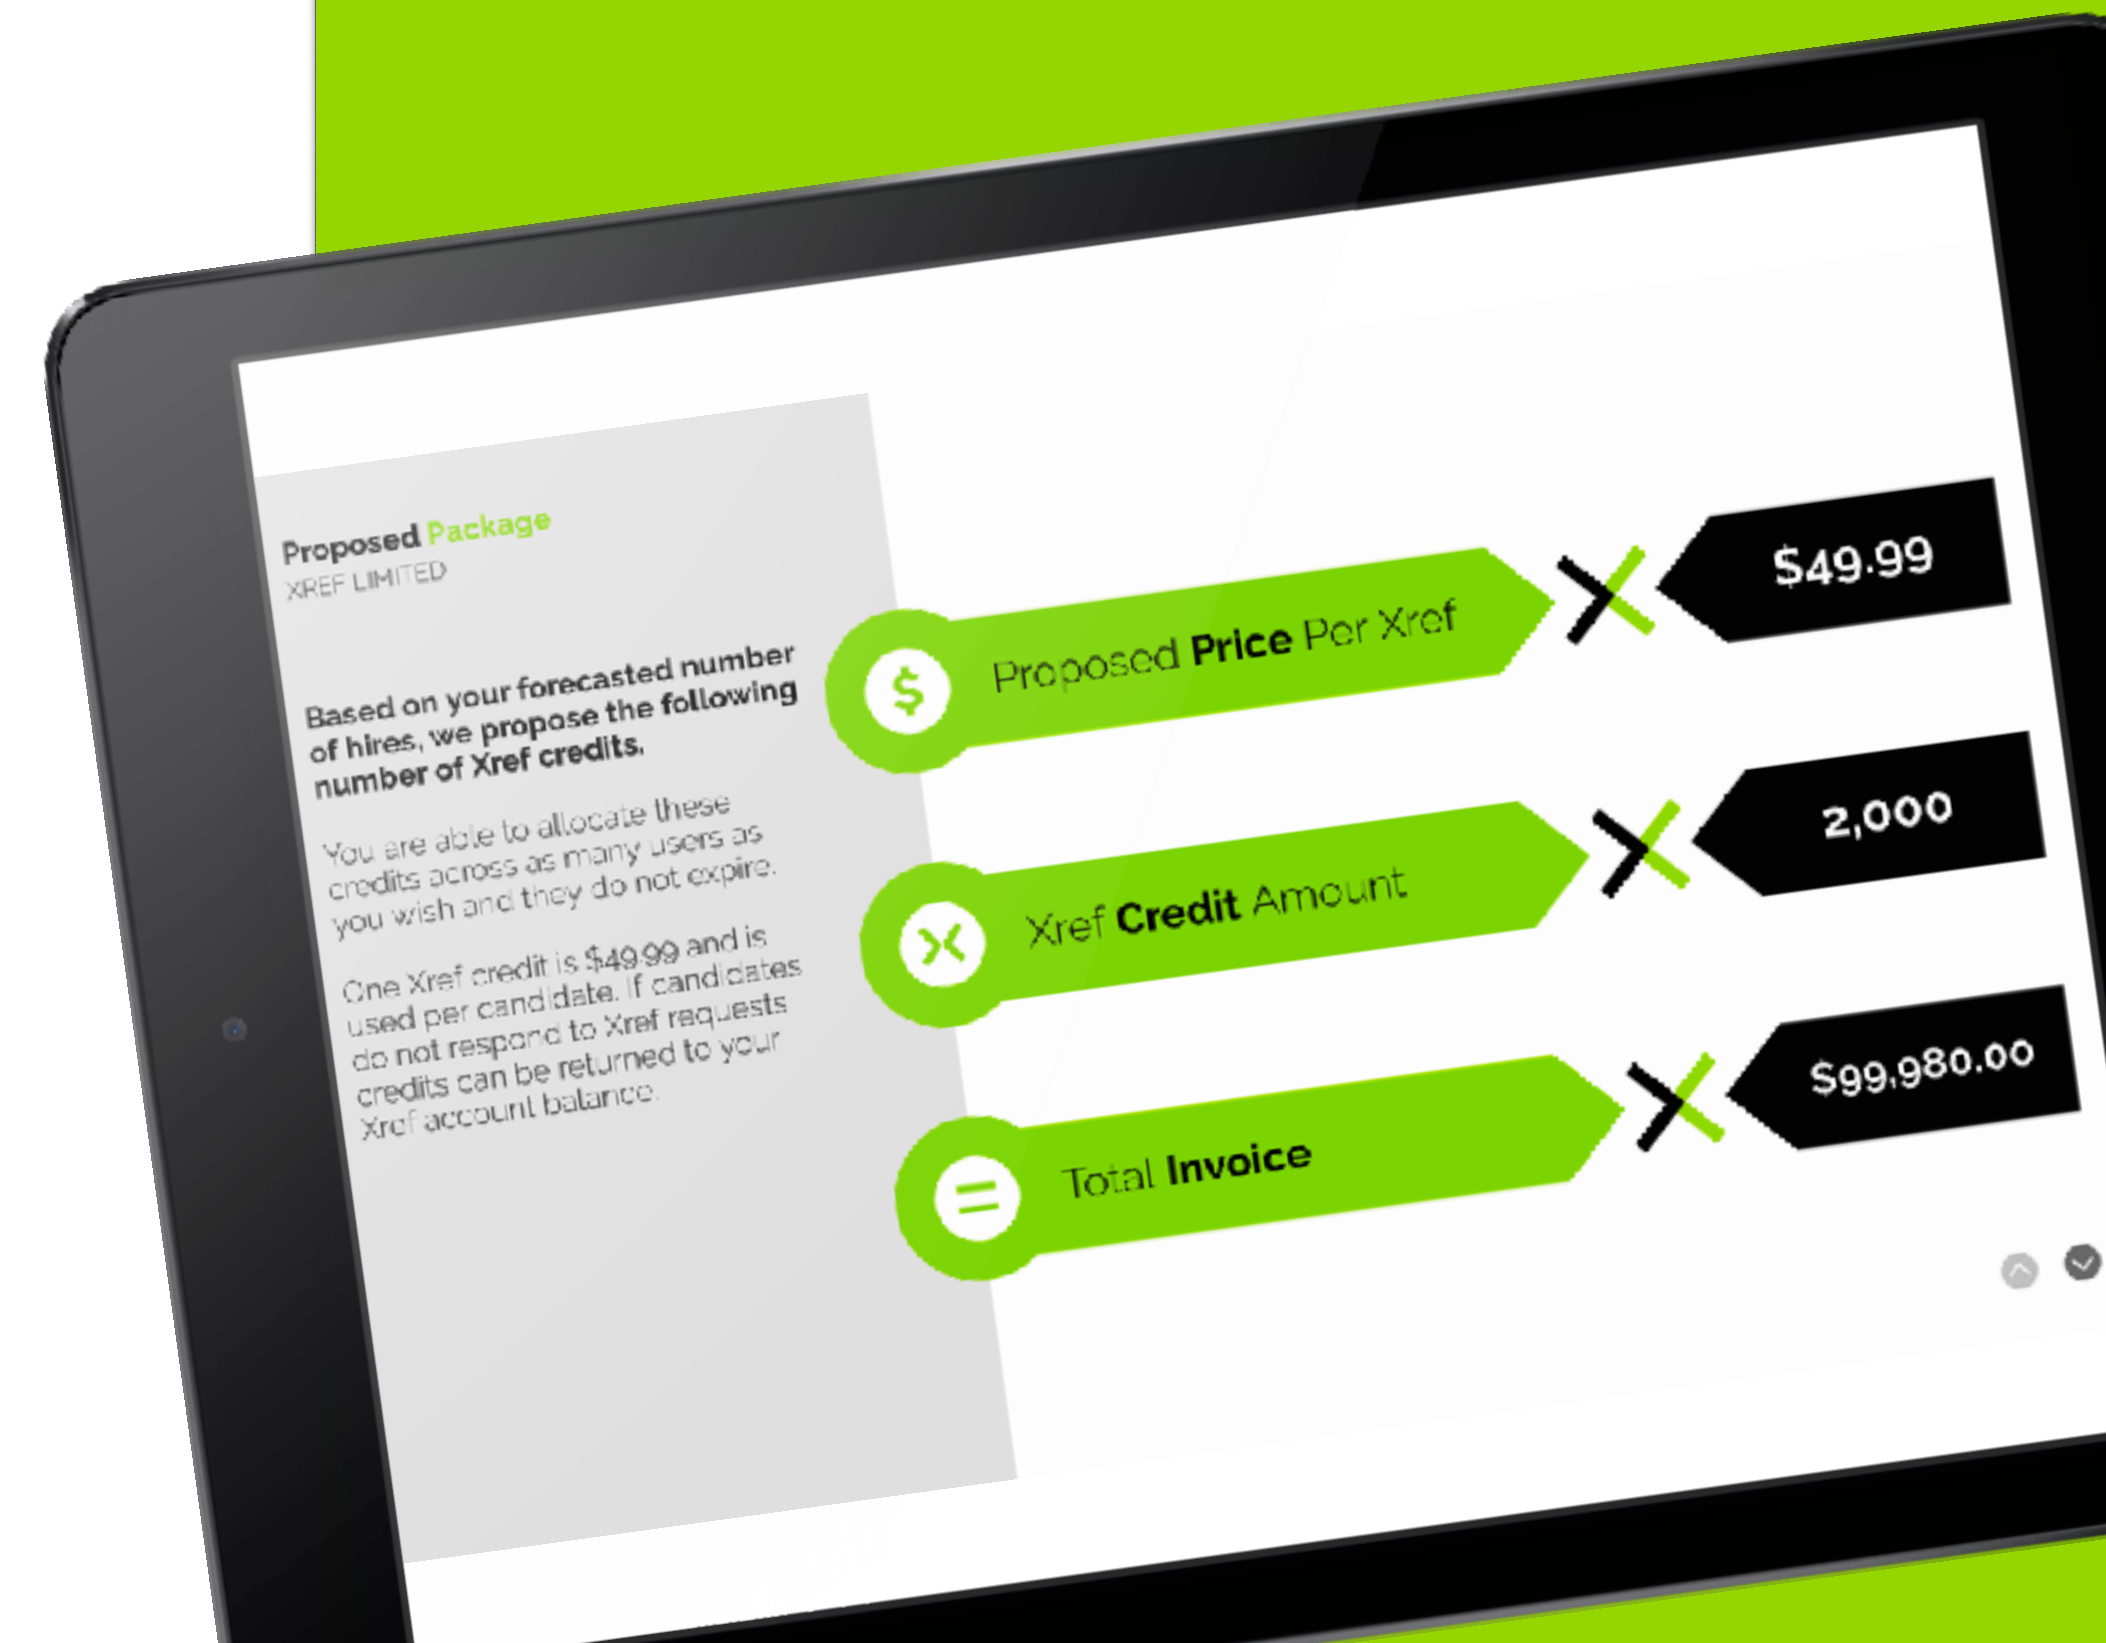 Proposed Package
XREF LIMITED
Based on your forecasted number
of hires, we propose the following
number of Xref credits.
You are able to allocate these
credits across as many users as
you wish and they do not expire.
One Xref credit is $49.99 and is
used per candidate. If candidates
do not respond to Xref requests
credits can be returned to your
Xref account balance.
$ Proposed Price Per Xref
$49.99
Xref Credit Amount
2,000
= Total Invoice
$99,980.00